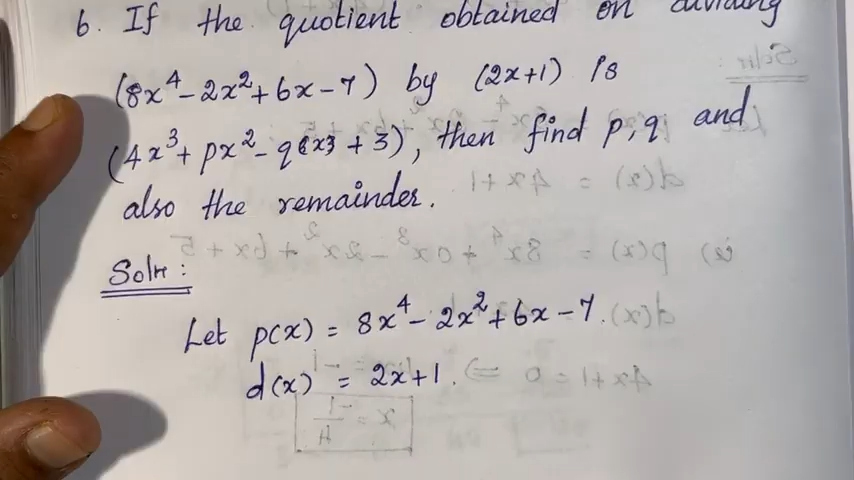 6. If the quotient obtained on dividing
(8x⁴ - 2x² + 6x - 7) by (2x+1) is
(4x³ + px² - q(x) + 3), then find p, q and
also the remainder.
Soln:
Let p(x) = 8x⁴ - 2x² + 6x - 7.
d(x) = 2x+1.